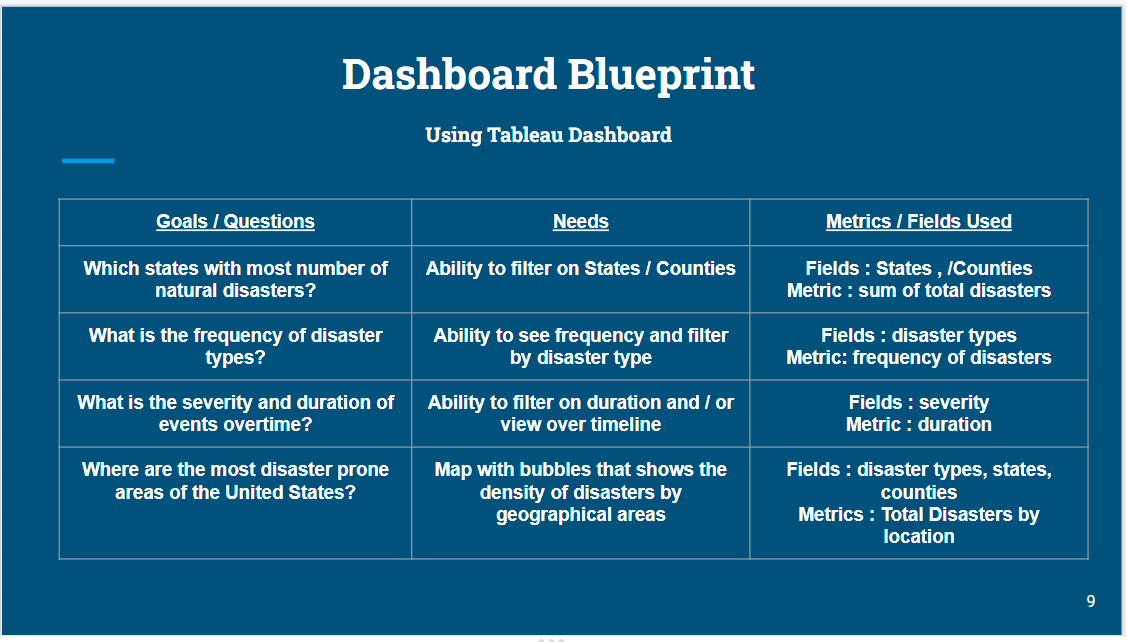 Dashboard Blueprint
Using Tableau Dashboard
Goals / Questions
Needs
Metrics / Fields Used
Which states with most number of
natural disasters?
Ability to filter on States / Counties
Fields : States , /Counties
Metric : sum of total disasters
What is the frequency of disaster
types?
Ability to see frequency and filter
by disaster type
Fields : disaster types
Metric: frequency of disasters
What is the severity and duration of
events overtime?
Ability to filter on duration and / or
view over timeline
Fields : severity
Metric : duration
Where are the most disaster prone
areas of the United States?
Map with bubbles that shows the
density of disasters by
geographical areas
Fields : disaster types, states,
counties
Metrics : Total Disasters by
location
9